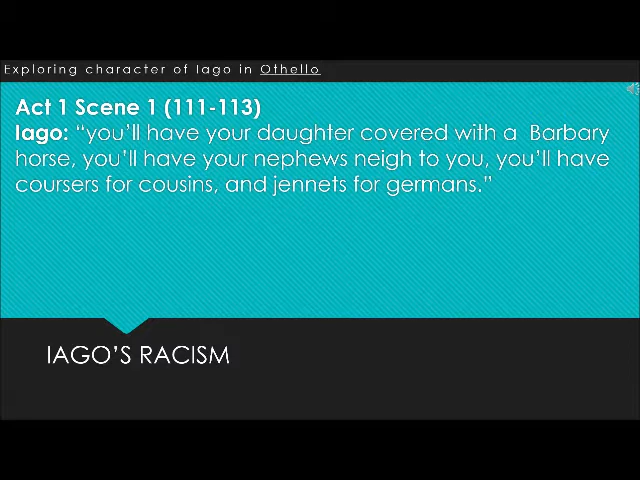 Exploring character of Iago in Othello
Act 1 Scene 1 (111-113)
Iago: “you’ll have your daughter covered with a Barbary
horse, you’ll have your nephews neigh to you, you’ll have
coursers for cousins, and jennets for germans.”
IAGO’S RACISM